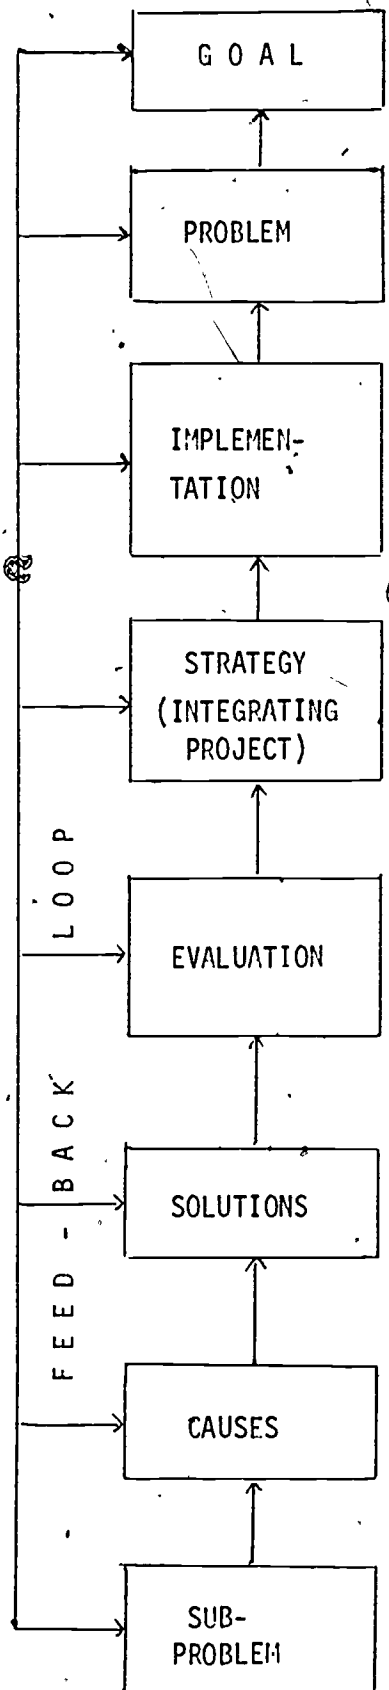 GOAL
PROBLEM
IMPLEMEN-
TATION
STRATEGY
(INTEGRATING
PROJECT)
EVALUATION
SOLUTIONS
CAUSES
SUB-
PROBLEM
FEED - BACK LOOP